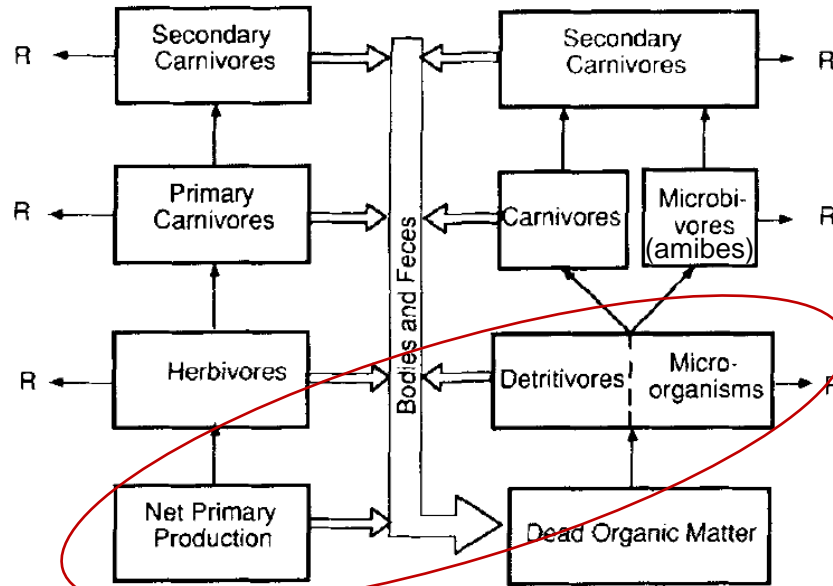 Secondary
Carnivores
R
Secondary
Carnivores
R
Primary
Carnivores
R
Carnivores
Microbi-
vores
(amibes)
R
Bodies and Feces
Herbivores
R
Detritivores
Micro-
organisms
R
Net Primary
Production
Dead Organic Matter